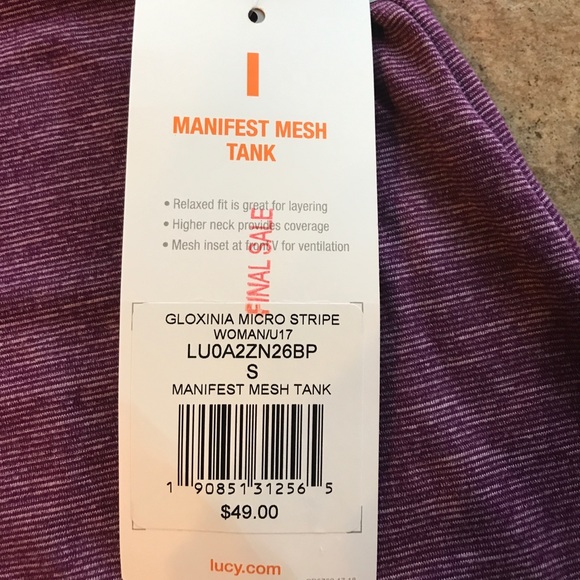 MANIFEST MESH
TANK
• Relaxed fit is great for layering
• Higher neck provides coverage
• Mesh inset at front V for ventilation
FINAL SALE
GLOXINIA MICRO STRIPE
WOMAN/U17
LU0A2ZN26BP
S
MANIFEST MESH TANK
1 90851 31256 5
$49.00
lucy.com